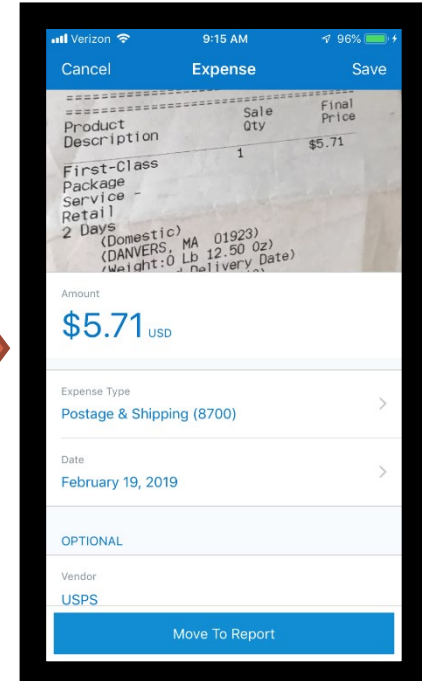 Verizon 9:15 AM 96%
Cancel Expense Save
Product Sale Final
Description Qty Price
First-Class 1 $5.71
Package
Service -
Retail
2 Days
(Domestic)
(DANVERS, MA 01923)
(Weight:0 Lb 12.50 Oz)
Delivery Date)
Amount
$5.71 USD
Expense Type
Postage & Shipping (8700)
Date
February 19, 2019
OPTIONAL
Vendor
USPS
Move To Report